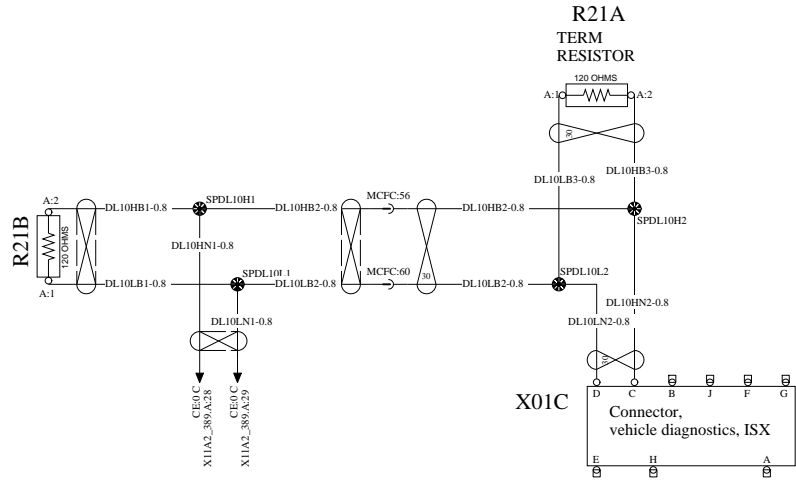 R21A
TERM
RESISTOR
120 OHMS
A:1
A:2
30
DL10LB3-0.8
DL10HB3-0.8
A:2
DL10HB1-0.8
SPDL10H1
DL10HB2-0.8
MCFC:56
DL10HB2-0.8
SPDL10H2
R21B
120 OHMS
DL10HN1-0.8
A:1
DL10LB1-0.8
SPDL10L1
DL10LB2-0.8
MCFC:60
30
DL10LB2-0.8
SPDL10L2
DL10HN2-0.8
DL10LN1-0.8
DL10LN2-0.8
30
CE:0 C
X11A2_389.A:28
CE:0 C
X11A2_389.A:29
X01C
D
C
B
J
F
G
Connector,
vehicle diagnostics, ISX
E
H
A